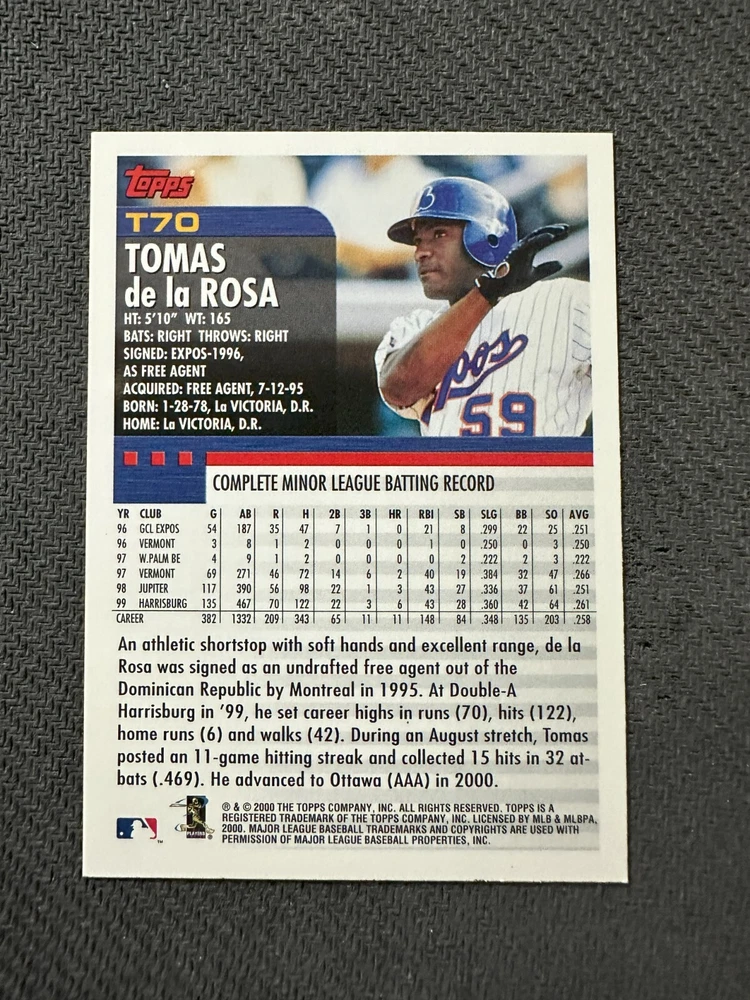 topps
T70
TOMAS
de la ROSA
HT: 5'10" WT: 165
BATS: RIGHT THROWS: RIGHT
SIGNED: EXPOS-1996,
AS FREE AGENT
ACQUIRED: FREE AGENT, 7-12-95
BORN: 1-28-78, La VICTORIA, D.R.
HOME: La VICTORIA, D.R.
B
pos
59
COMPLETE MINOR LEAGUE BATTING RECORD
YR CLUB G AB R H 2B 3B HR RBI SB SLG BB SO AVG
96 GCL EXPOS 54 187 35 47 7 1 0 21 8 .299 22 25 .251
96 VERMONT 3 8 1 2 0 0 0 1 0 .250 0 3 .250
97 W.PALM BE 4 9 1 2 0 0 0 0 2 .222 2 3 .222
97 VERMONT 69 271 46 72 14 6 2 40 19 .384 32 47 .266
98 JUPITER 117 390 56 98 22 1 3 43 27 .336 37 61 .251
99 HARRISBURG 135 467 70 122 22 3 6 43 28 .360 42 64 .261
CAREER 382 1332 209 343 65 11 11 148 84 .348 135 203 .258
An athletic shortstop with soft hands and excellent range, de la
Rosa was signed as an undrafted free agent out of the
Dominican Republic by Montreal in 1995. At Double-A
Harrisburg in '99, he set career highs in runs (70), hits (122),
home runs (6) and walks (42). During an August stretch, Tomas
posted an 11-game hitting streak and collected 15 hits in 32 at-
bats (.469). He advanced to Ottawa (AAA) in 2000.
PLAYERS
® & © 2000 THE TOPPS COMPANY, INC. ALL RIGHTS RESERVED. TOPPS IS A
REGISTERED TRADEMARK OF THE TOPPS COMPANY, INC. LICENSED BY MLB & MLBPA,
2000. MAJOR LEAGUE BASEBALL TRADEMARKS AND COPYRIGHTS ARE USED WITH
PERMISSION OF MAJOR LEAGUE BASEBALL PROPERTIES, INC.